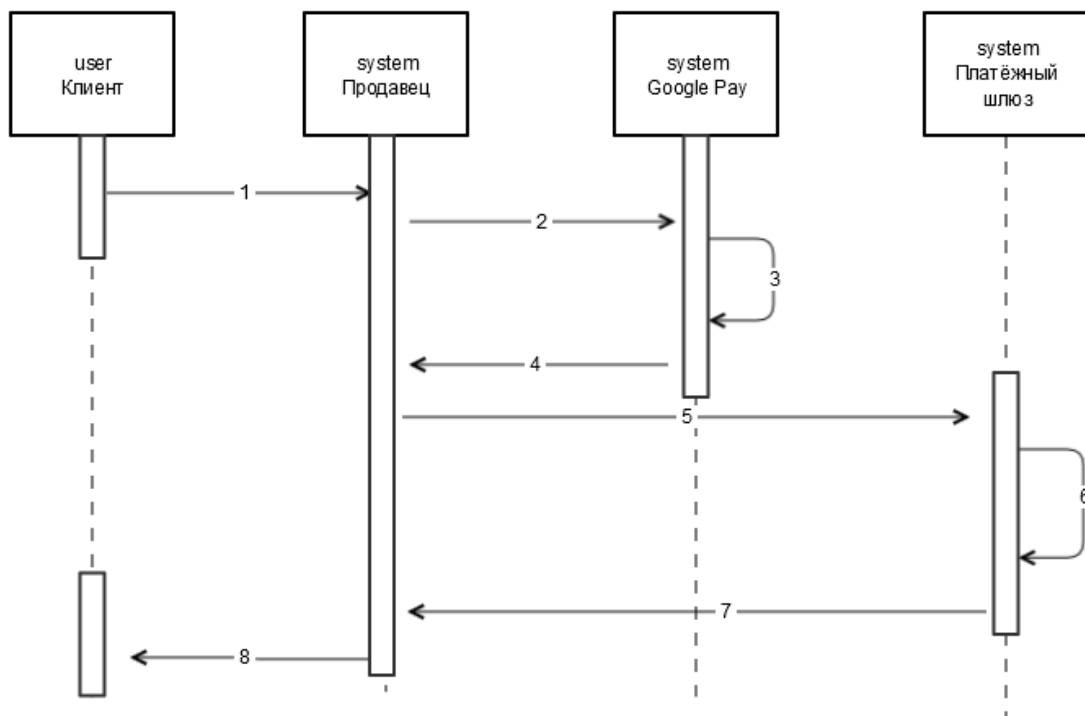 user
Клиент
system
Продавец
system
Google Pay
system
Платёжный
шлюз
1
2
3
4
5
6
7
8